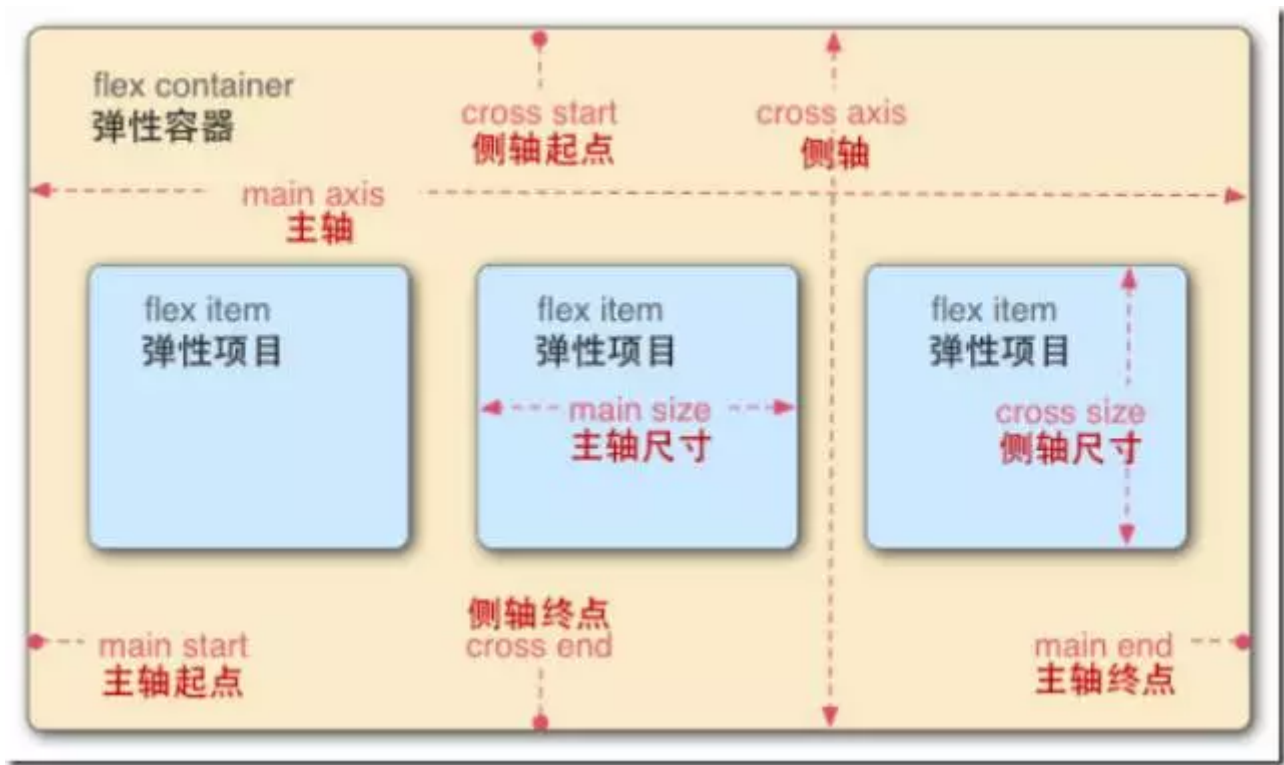 flex container
弹性容器
cross start
侧轴起点
cross axis
侧轴
main axis
主轴
flex item
弹性项目
flex item
弹性项目
main size
主轴尺寸
flex item
弹性项目
cross size
侧轴尺寸
main start
主轴起点
侧轴终点
cross end
main end
主轴终点